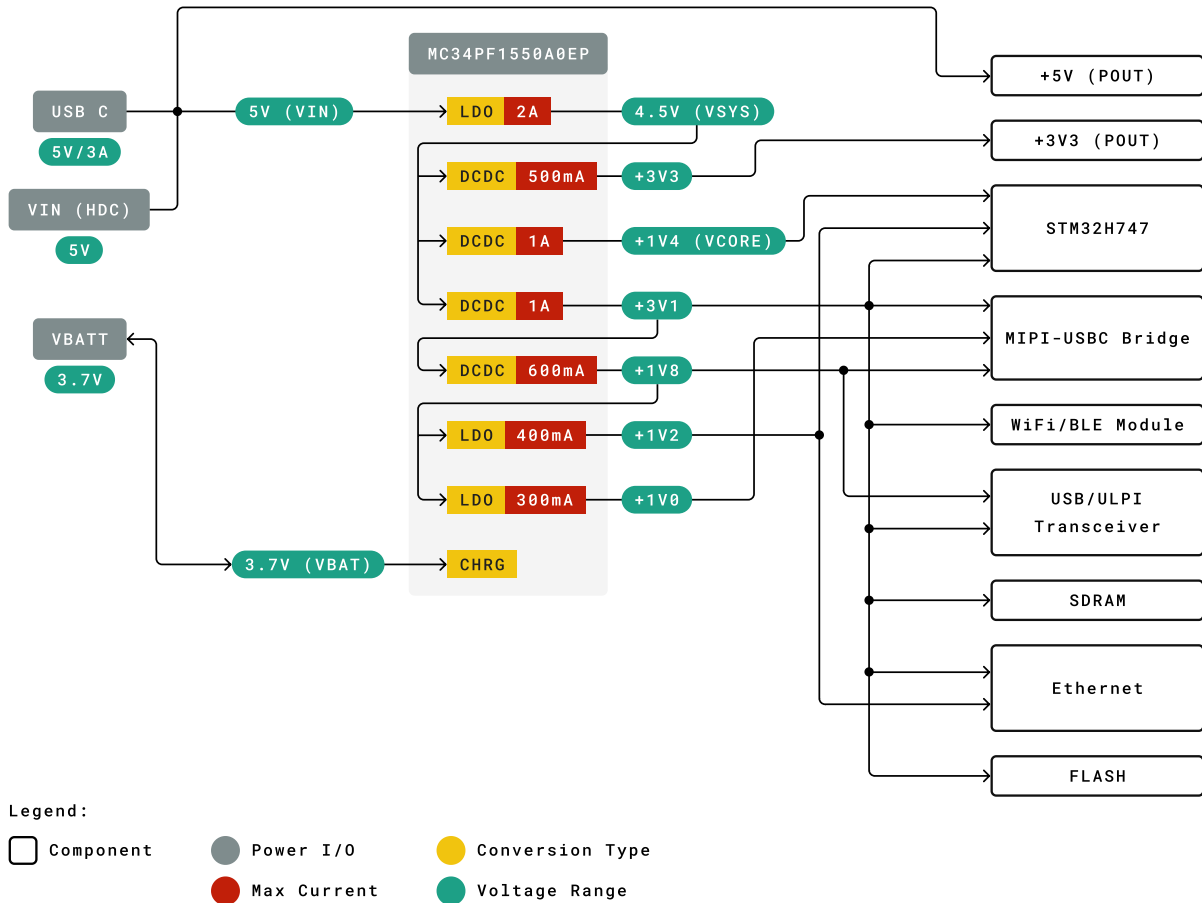 MC34PF1550A0EP
USB C
5V/3A
VIN (HDC)
5V
VBATT
3.7V
5V (VIN)
3.7V (VBAT)
LDO 2A
4.5V (VSYS)
DCDC 500mA
+3V3
DCDC 1A
+1V4 (VCORE)
DCDC 1A
+3V1
DCDC 600mA
+1V8
LDO 400mA
+1V2
LDO 300mA
+1V0
CHRG
+5V (POUT)
+3V3 (POUT)
STM32H747
MIPI-USBC Bridge
WiFi/BLE Module
USB/ULPI
Transceiver
SDRAM
Ethernet
FLASH
Legend:
Component
Power I/O
Conversion Type
Max Current
Voltage Range